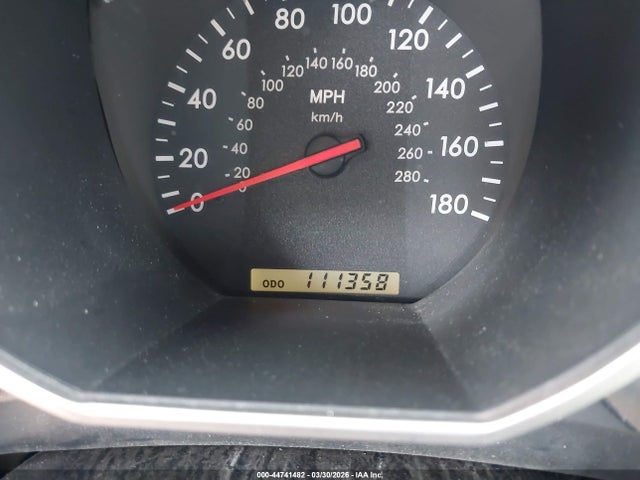 0 20 40 60 80 100 120 140 160 180
0 20 40 60 80 100 120 140 160 180 200 220 240 260 280
MPH
km/h
ODO 111358
000-44741482 03/30/2026 IAA Inc.